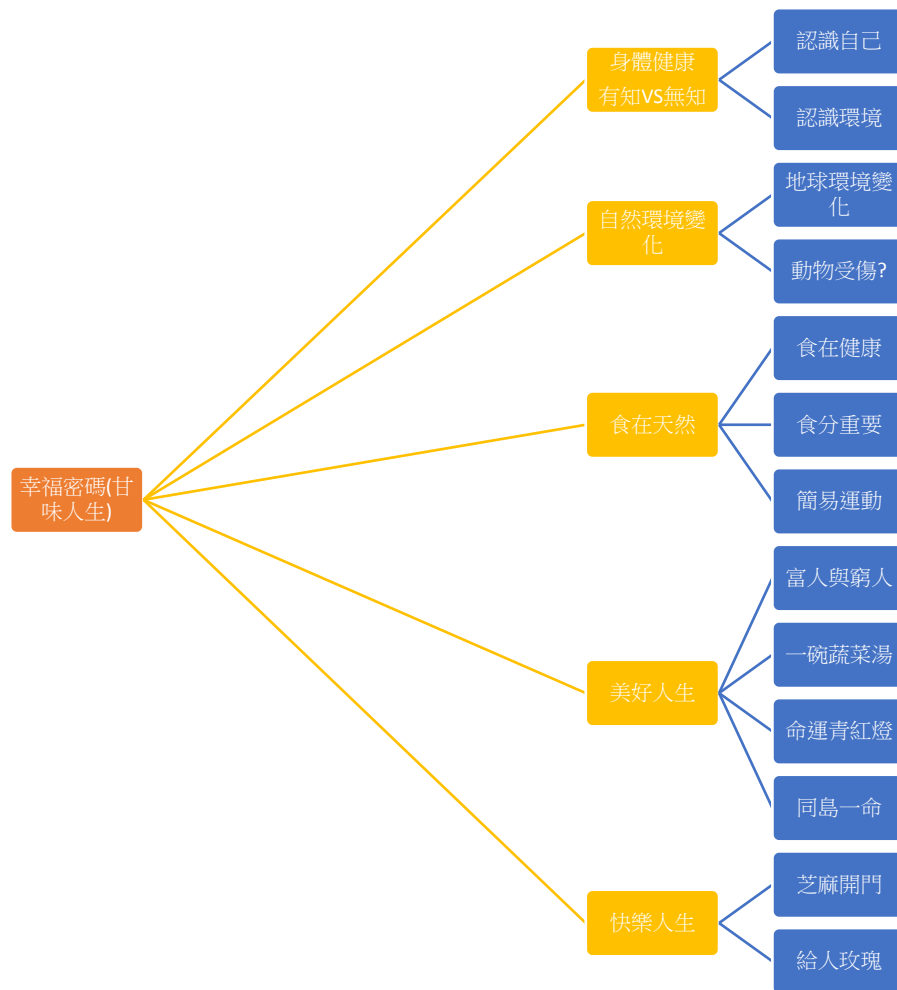 幸福密碼(甘
味人生)
身體健康
有知VS無知
認識自己
認識環境
自然環境變
化
地球環境變
化
動物受傷?
食在天然
食在健康
食分重要
簡易運動
美好人生
富人與窮人
一碗蔬菜湯
命運青紅燈
同島一命
快樂人生
芝麻開門
給人玫瑰